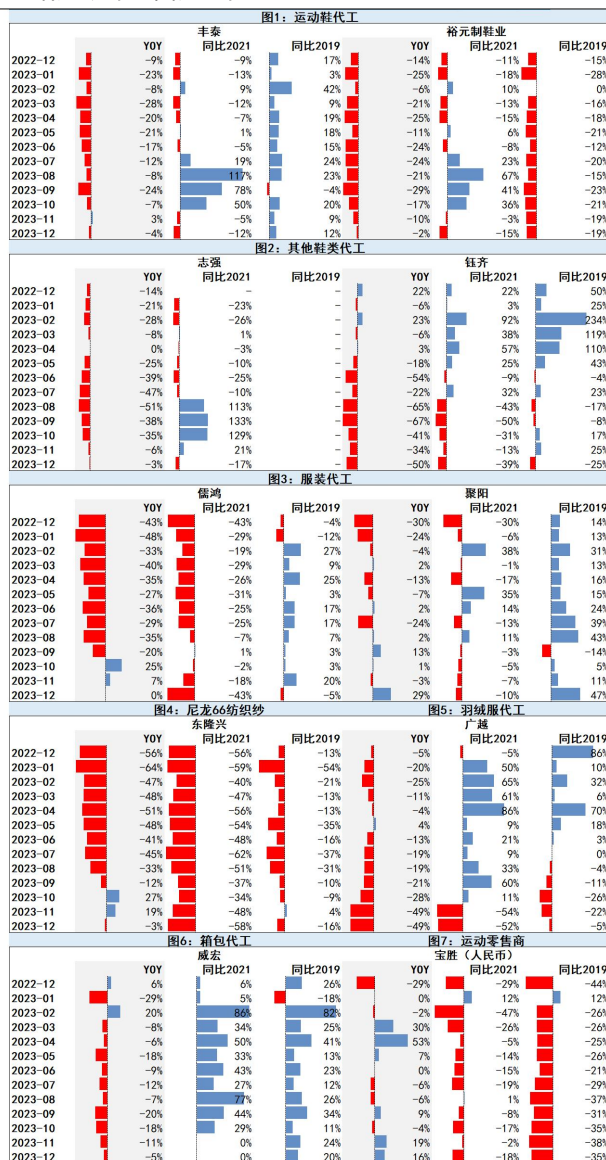 图1: 运动鞋代工
丰泰 裕元制鞋业
YOY 同比2021 同比2019 YOY 同比2021 同比2019
2022-12 -9% -9% 17% -14% -11% -15%
2023-01 -23% -13% 3% -25% -18% -28%
2023-02 -8% 9% 42% -6% 10% 0%
2023-03 -28% -12% 9% -21% -13% -16%
2023-04 -20% -7% 19% -25% -15% -18%
2023-05 -21% 1% 18% -11% 6% -21%
2023-06 -17% -5% 15% -24% -8% -12%
2023-07 -12% 19% 24% -24% 23% -20%
2023-08 -8% 117% 23% -21% 67% -15%
2023-09 -24% 78% -4% -29% 41% -23%
2023-10 -7% 50% 20% -17% 36% -21%
2023-11 3% -5% 9% -10% -3% -19%
2023-12 -4% -12% 12% -2% -15% -19%
图2: 其他鞋类代工
志强 钰齐
YOY 同比2021 同比2019 YOY 同比2021 同比2019
2022-12 -14% - - 22% 22% 50%
2023-01 -21% -23% - -6% 3% 25%
2023-02 -28% -26% - 23% 92% 234%
2023-03 -8% 1% - -6% 38% 119%
2023-04 0% -3% - 3% 57% 110%
2023-05 -25% -10% - -18% 25% 43%
2023-06 -39% -25% - -54% -9% -4%
2023-07 -47% -10% - -22% 32% 23%
2023-08 -51% 113% - -65% -43% -17%
2023-09 -38% 133% - -67% -50% -8%
2023-10 -35% 129% - -41% -31% 17%
2023-11 -6% 21% - -34% -13% 25%
2023-12 -3% -17% - -50% -39% -25%
图3: 服装代工
儒鸿 聚阳
YOY 同比2021 同比2019 YOY 同比2021 同比2019
2022-12 -43% -43% -4% -30% -30% 14%
2023-01 -48% -29% -12% -24% -6% 13%
2023-02 -33% -19% 27% -4% 38% 31%
2023-03 -40% -29% 9% 2% -1% 13%
2023-04 -35% -26% 25% -13% -17% 16%
2023-05 -27% -31% 3% -7% 35% 15%
2023-06 -36% -25% 17% 2% 14% 24%
2023-07 -29% -25% 17% -24% -13% 39%
2023-08 -35% -7% 7% 2% 11% 43%
2023-09 -20% 1% 3% 13% -3% -14%
2023-10 25% -2% 3% 1% -5% 5%
2023-11 7% -18% 20% -3% -7% 11%
2023-12 0% -43% -5% 29% -10% 47%
图4: 尼龙66纺织纱 图5: 羽绒服代工
东隆兴 广越
YOY 同比2021 同比2019 YOY 同比2021 同比2019
2022-12 -56% -56% -13% -5% -5% 86%
2023-01 -64% -59% -54% -20% 50% 10%
2023-02 -47% -40% -21% -25% 65% 32%
2023-03 -48% -47% -13% -11% 61% 6%
2023-04 -51% -56% -13% -4% 86% 70%
2023-05 -48% -54% -35% 4% 9% 18%
2023-06 -41% -48% -16% -13% 21% 3%
2023-07 -45% -62% -37% -19% 9% 0%
2023-08 -33% -51% -31% -19% 33% -4%
2023-09 -12% -37% -10% -21% 60% -11%
2023-10 27% -34% -9% -28% 11% -26%
2023-11 19% -48% 4% -49% -54% -22%
2023-12 -3% -58% -16% -49% -52% -5%
图6: 箱包代工 图7: 运动零售商
威宏 宝胜（人民币）
YOY 同比2021 同比2019 YOY 同比2021 同比2019
2022-12 6% 6% 26% -29% -29% -44%
2023-01 -29% 5% -18% 0% 12% 12%
2023-02 20% 86% 82% -2% -47% -26%
2023-03 -8% 34% 25% 30% -26% -26%
2023-04 -6% 50% 41% 53% -5% -25%
2023-05 -18% 33% 13% 7% -14% -26%
2023-06 -9% 43% 23% 0% -15% -21%
2023-07 -12% 27% 12% -6% -19% -29%
2023-08 -7% 77% 26% -6% 1% -37%
2023-09 -20% 44% 34% 9% -8% -31%
2023-10 -18% 29% 11% -4% -17% -35%
2023-11 -11% 0% 24% 19% -2% -38%
2023-12 -5% 0% 20% 16% -18% -35%